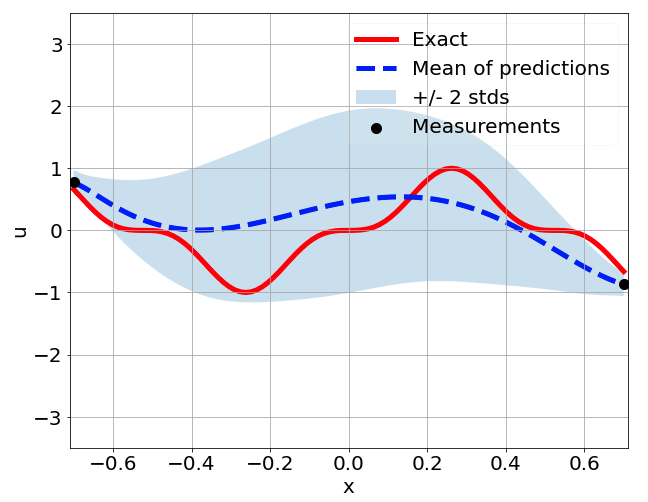 Exact
Mean of predictions
+/- 2 stds
Measurements
3
2
1
0
−1
−2
−3
u
−0.6 −0.4 −0.2 0.0 0.2 0.4 0.6
x